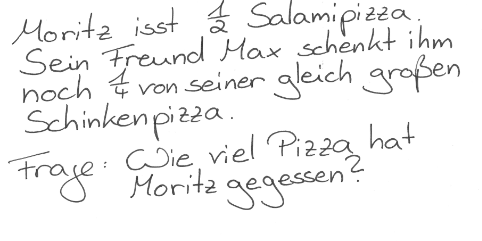 Moritz isst 1/2 Salamipizza.
Sein Freund Max schenkt ihm
noch 1/4 von seiner gleich großen
Schinkenpizza.
Frage: Wie viel Pizza hat
Moritz gegessen?